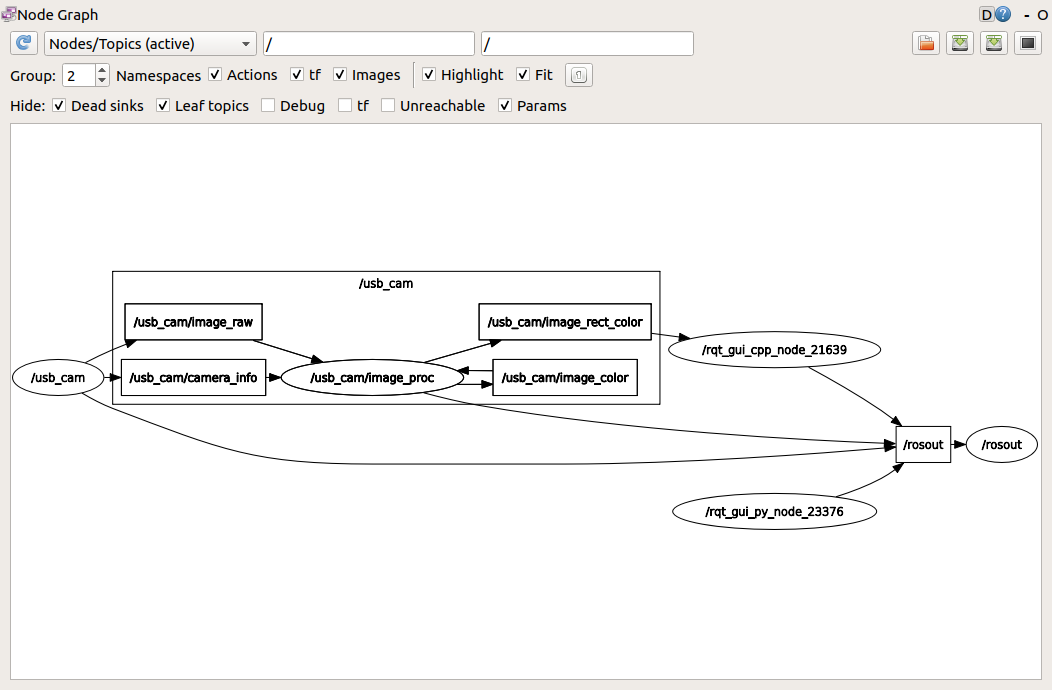 Node Graph
D ? - O
Nodes/Topics (active) / /
Group: 2 Namespaces Actions tf Images Highlight Fit
Hide: Dead sinks Leaf topics Debug tf Unreachable Params
/usb_cam
/usb_cam/image_raw /usb_cam/image_rect_color
/rqt_gui_cpp_node_21639
/usb_cam /usb_cam/camera_info /usb_cam/image_proc /usb_cam/image_color
/rosout /rosout
/rqt_gui_py_node_23376